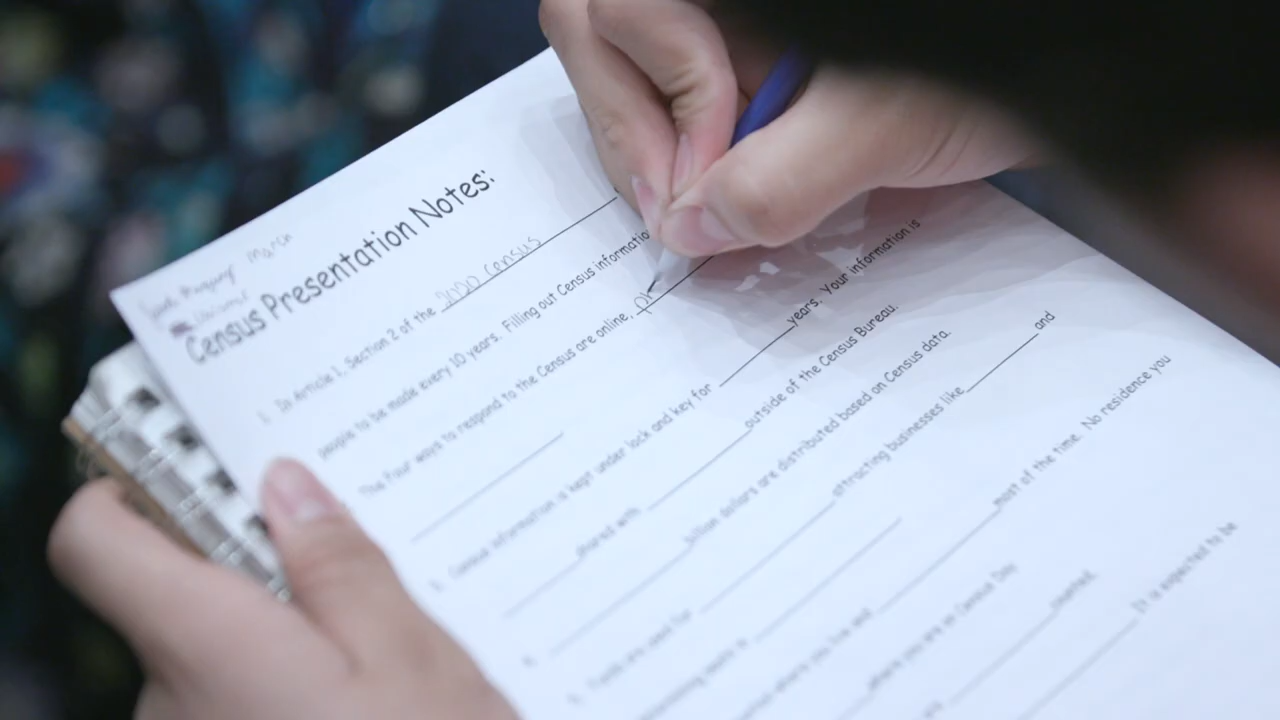 March
Census Presentation Notes:
1. In Article 1, Section 2 of the 2020 Census
people to be made every 10 years. Filling out Census informatio
The four ways to respond to the Census are online,
3. Census information is kept under lock and key for years. Your information is
shared with outside of the Census Bureau.
4. billion dollars are distributed based on Census data.
5. Funds are used for attracting businesses like and
where you live and most of the time. No residence you
where you are on Census Day
counted.
It is expected to be